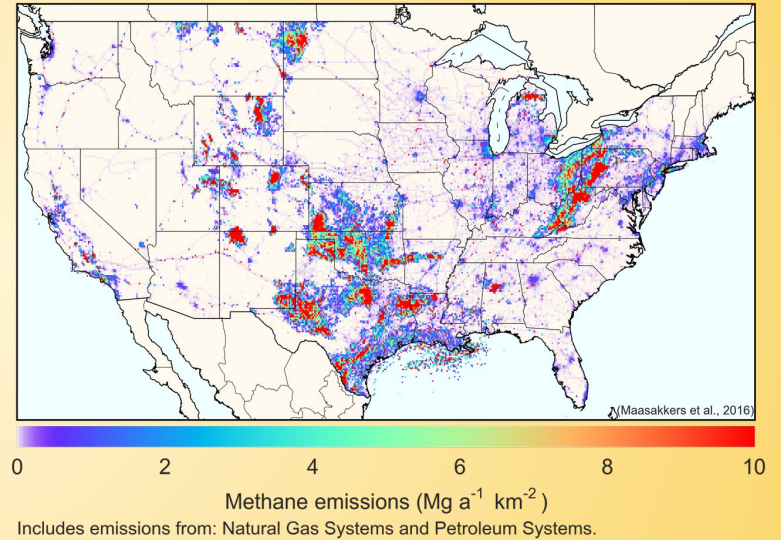 (Maasakkers et al., 2016)
0 2 4 6 8 10
Methane emissions (Mg a⁻¹ km⁻²)
Includes emissions from: Natural Gas Systems and Petroleum Systems.